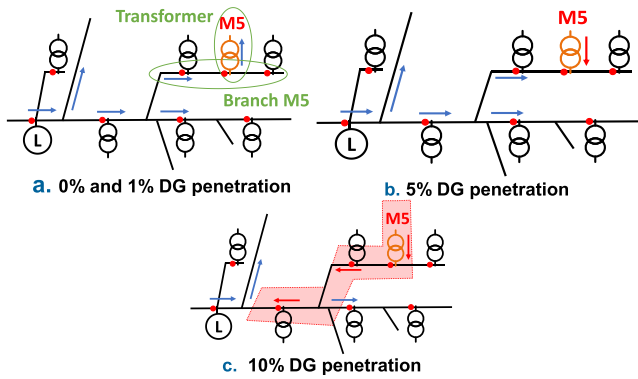 Transformer
M5
Branch M5
L
a. 0% and 1% DG penetration
M5
L
b. 5% DG penetration
M5
L
c. 10% DG penetration